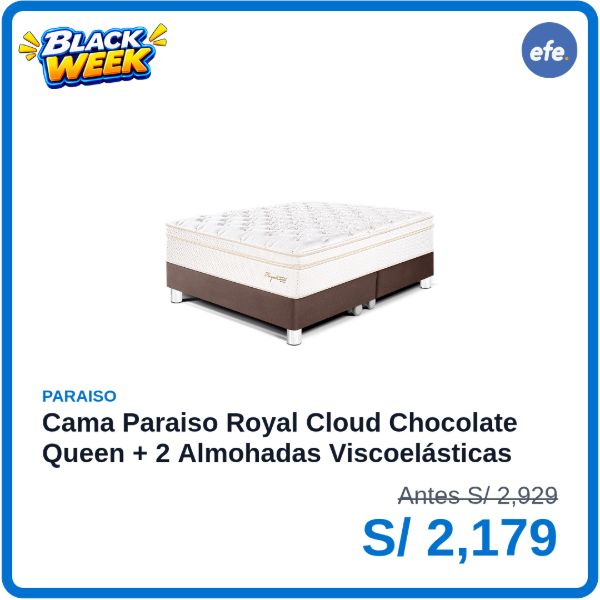 BLACK
WEEK
efe.
PARAISO
Cama Paraiso Royal Cloud Chocolate
Queen + 2 Almohadas Viscoelásticas
Antes S/ 2,929
S/ 2,179